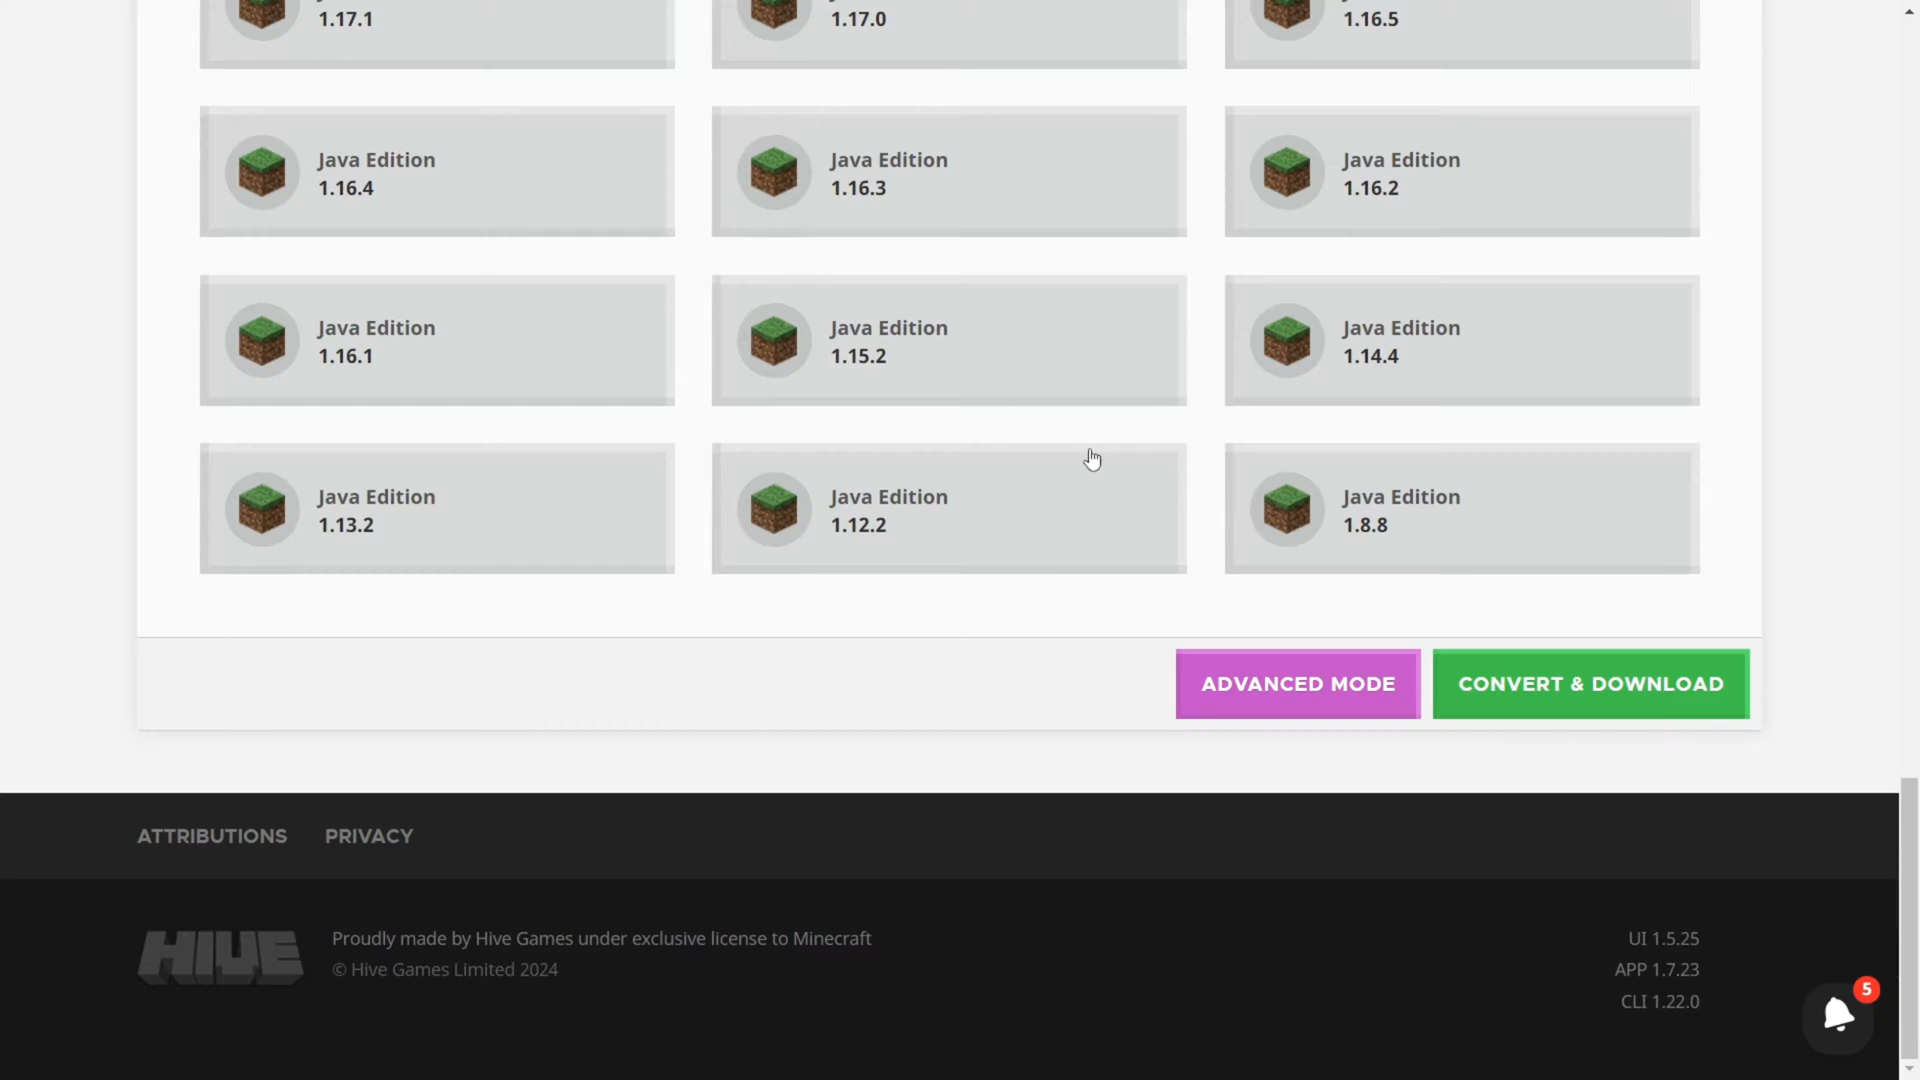 1.17.1
1.17.0
1.16.5
Java Edition
1.16.4
Java Edition
1.16.3
Java Edition
1.16.2
Java Edition
1.16.1
Java Edition
1.15.2
Java Edition
1.14.4
Java Edition
1.13.2
Java Edition
1.12.2
Java Edition
1.8.8
ADVANCED MODE
CONVERT & DOWNLOAD
ATTRIBUTIONS
PRIVACY
HIVE
Proudly made by Hive Games under exclusive license to Minecraft
© Hive Games Limited 2024
UI 1.5.25
APP 1.7.23
CLI 1.22.0
5